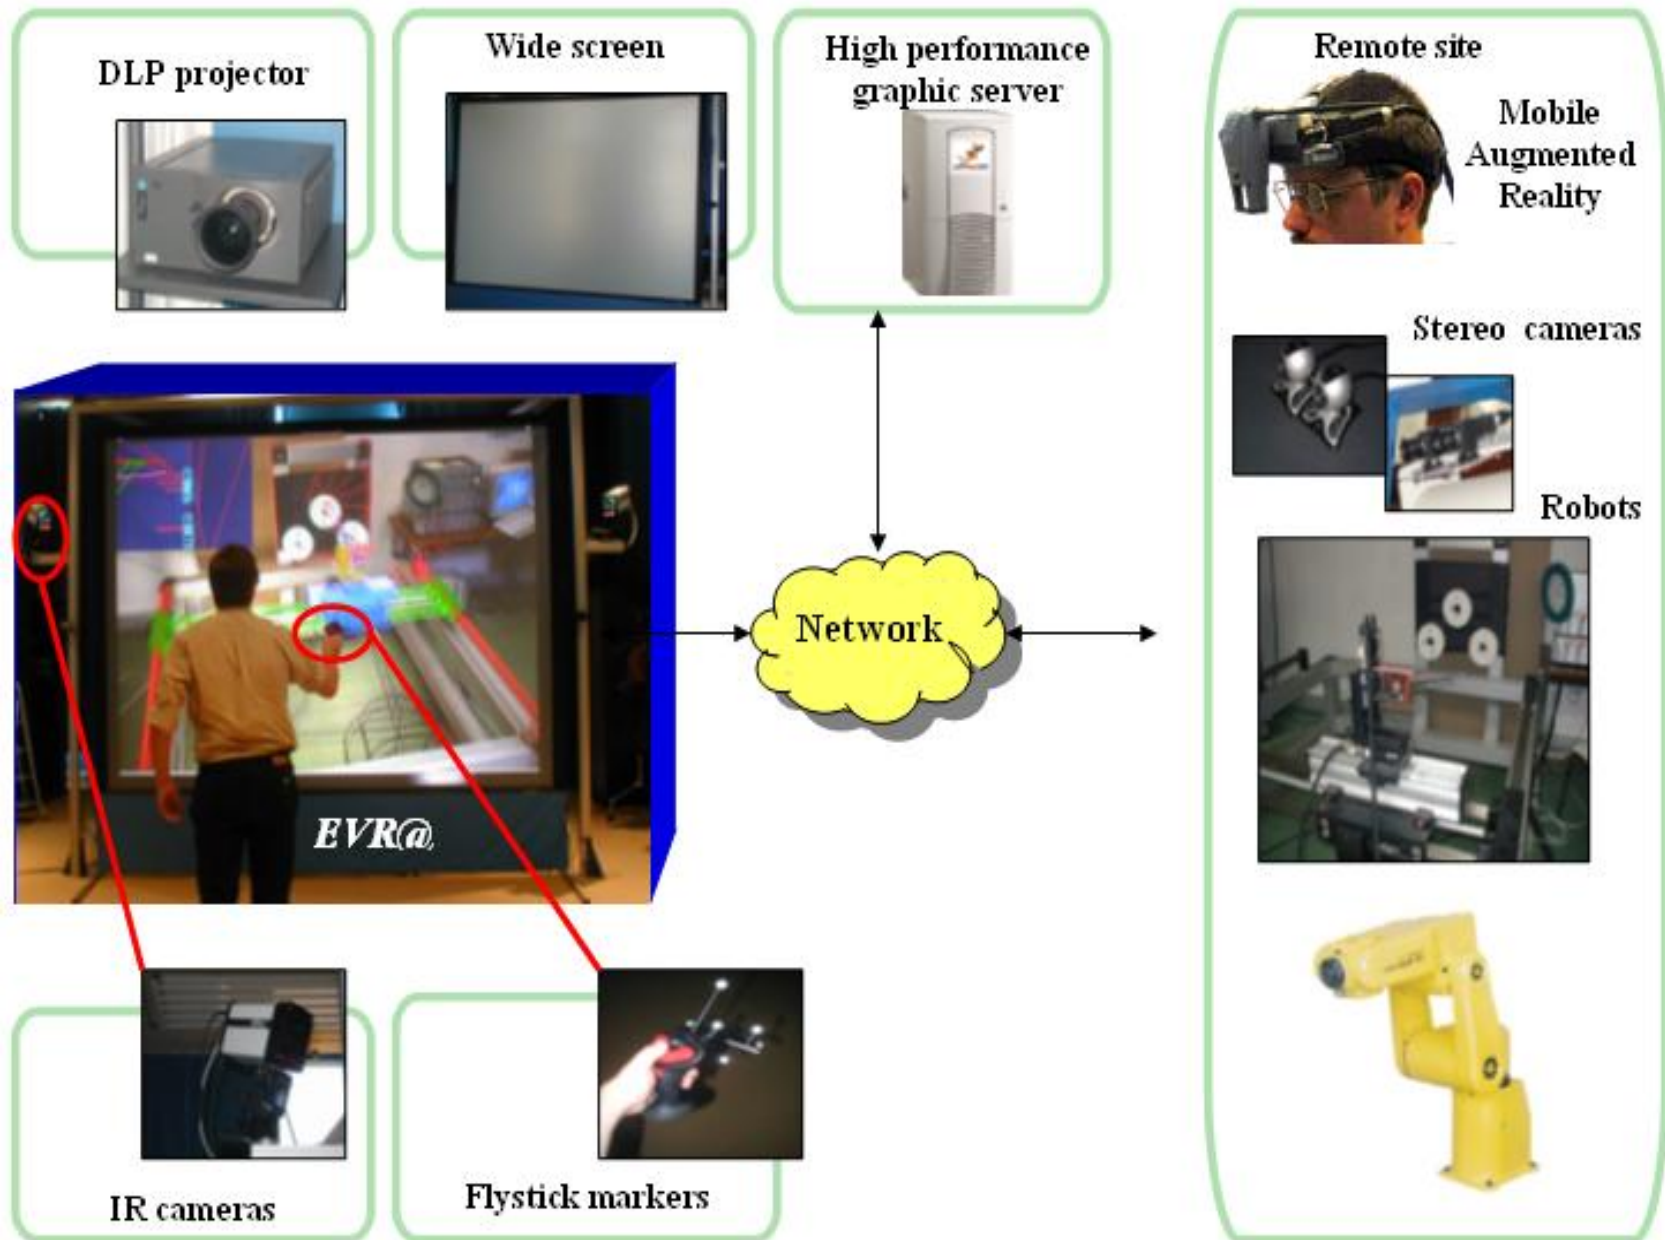 DLP projector
Wide screen
High performance
graphic server
Remote site
Mobile
Augmented
Reality
Stereo cameras
Robots
Network
EVR@
IR cameras
Flystick markers